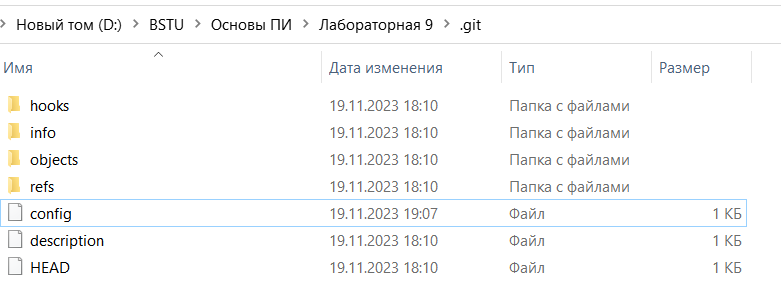 Новый том (D:) > BSTU > Основы ПИ > Лабораторная 9 > .git
Имя Дата изменения Тип Размер
hooks 19.11.2023 18:10 Папка с файлами
info 19.11.2023 18:10 Папка с файлами
objects 19.11.2023 18:10 Папка с файлами
refs 19.11.2023 18:10 Папка с файлами
config 19.11.2023 19:07 Файл 1 КБ
description 19.11.2023 18:10 Файл 1 КБ
HEAD 19.11.2023 18:10 Файл 1 КБ